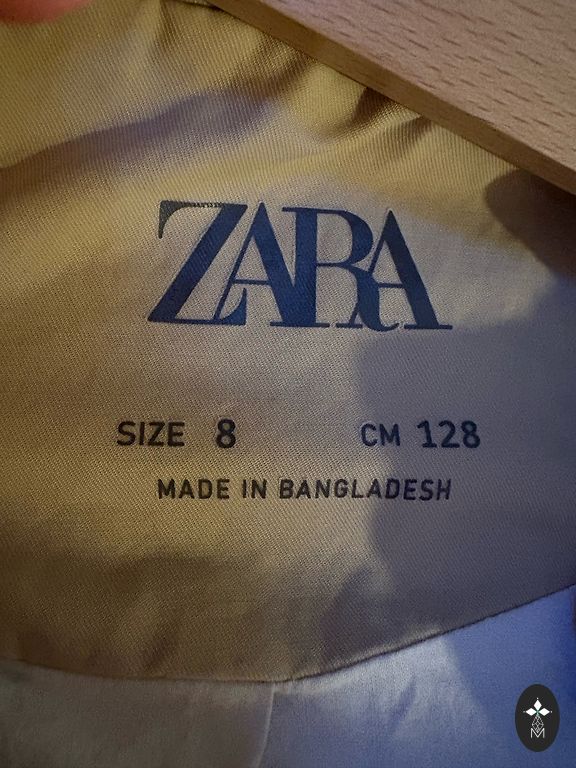 ZARA
SIZE 8 CM 128
MADE IN BANGLADESH
M